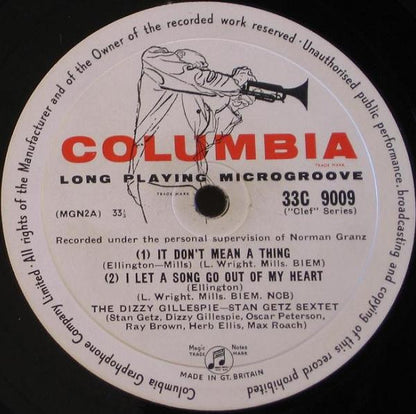 All rights of the Manufacturer and of the Owner of the recorded work reserved · Unauthorised public performance, broadcasting and copying of this record prohibited
COLUMBIA
TRADE MARK
LONG PLAYING MICROGROOVE
TRADE MARK
33C 9009
(MGN2A) 33⅓
("Clef" Series)
Recorded under the personal supervision of Norman Granz
(1) IT DON'T MEAN A THING
(Ellington—Mills) (L. Wright. Mills. BIEM)
(2) I LET A SONG GO OUT OF MY HEART
(Ellington)
(L. Wright. Mills. BIEM. NCB)
THE DIZZY GILLESPIE—STAN GETZ SEXTET
(Stan Getz, Dizzy Gillespie, Oscar Peterson,
Ray Brown, Herb Ellis, Max Roach)
Magic Notes
TRADE MARK
MADE IN GT. BRITAIN
Columbia Graphophone Company Limited ·